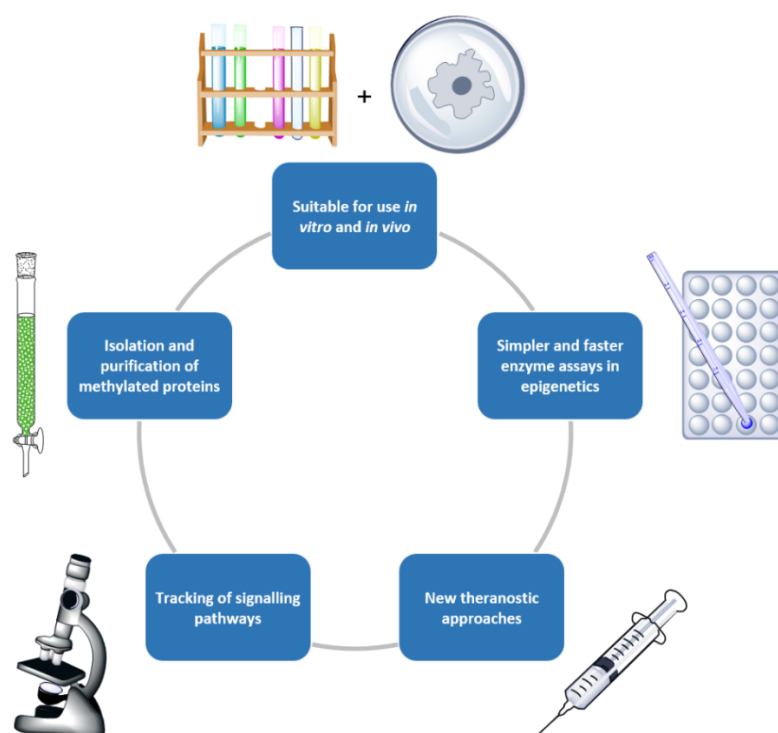 +
Suitable for use in
vitro and in vivo
Isolation and
purification of
methylated proteins
Simpler and faster
enzyme assays in
epigenetics
Tracking of signalling
pathways
New theranostic
approaches